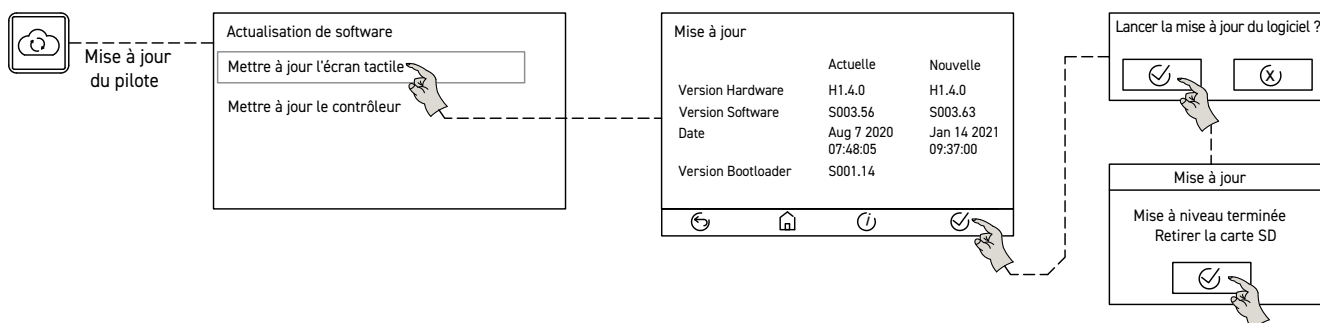 Mise à jour
du pilote
Actualisation de software
Mettre à jour l'écran tactile
Mettre à jour le contrôleur
Mise à jour
Actuelle Nouvelle
Version Hardware H1.4.0 H1.4.0
Version Software S003.56 S003.63
Date Aug 7 2020 Jan 14 2021
07:48:05 09:37:00
Version Bootloader S001.14
Lancer la mise à jour du logiciel ?
Mise à jour
Mise à niveau terminée
Retirer la carte SD